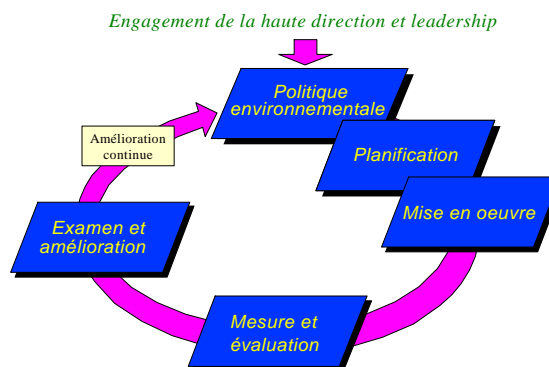 Engagement de la haute direction et leadership
Politique
environnementale
Amélioration
continue
Planification
Mise en oeuvre
Examen et
amélioration
Mesure et
évaluation